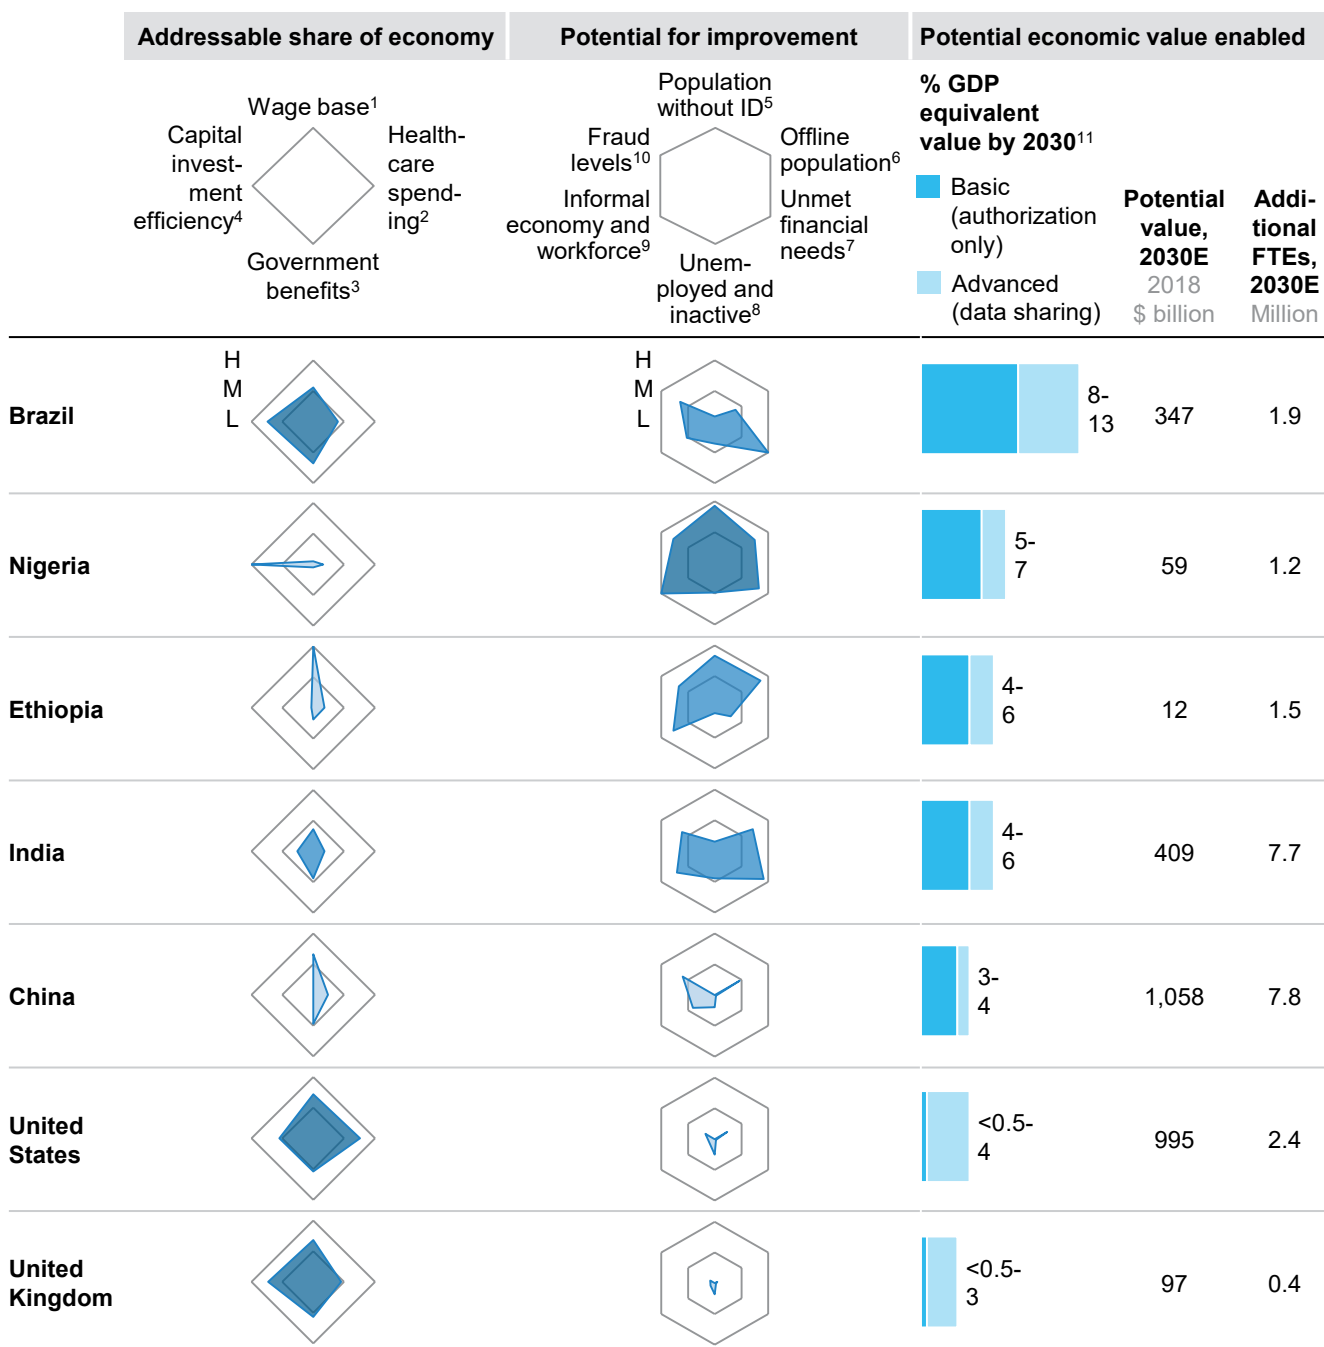 Addressable share of economy
Potential for improvement
Potential economic value enabled
Wage base1
Capital
invest-
ment
efficiency4
Health-
care
spend-
ing2
Government
benefits3
Population
without ID5
Fraud
levels10
Offline
population6
Informal
economy and
workforce9
Unmet
financial
needs7
Unem-
ployed and
inactive8
% GDP
equivalent
value by 203011
Basic
(authorization
only)
Advanced
(data sharing)
Potential
value,
2030E
2018
$ billion
Addi-
tional
FTEs,
2030E
Million
H
M
L
H
M
L
Brazil
8-
13
347
1.9
Nigeria
5-
7
59
1.2
Ethiopia
4-
6
12
1.5
India
4-
6
409
7.7
China
3-
4
1,058
7.8
United
States
<0.5-
4
995
2.4
United
Kingdom
<0.5-
3
97
0.4